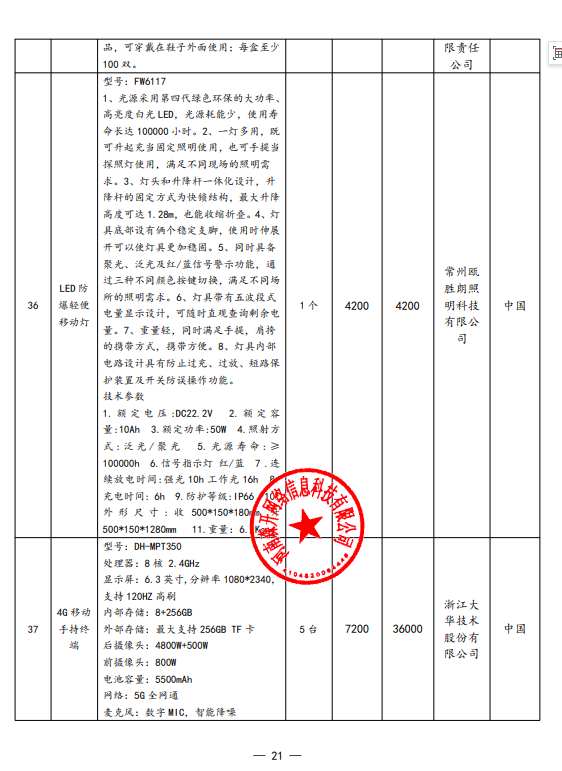 品，可穿戴在鞋子外面使用；每盒至少
100双。
限责任
公司
36
LED防
爆轻便
移动灯
型号：FW6117
1、光源采用第四代绿色环保的大功率、
高亮度白光LED，光源耗能少，使用寿
命长达100000小时。2、一灯多用，既
可升起充当固定照明使用，也可手提当
探照灯使用，满足不同现场的照明需
求。3、灯头和升降杆一体化设计，升
降杆的固定方式为快锁结构，最大升降
高度可达1.28m，也能收缩折叠。4、灯
具底部设有俩个稳定支脚，使用时伸展
开可以使灯具更加稳固。5、同时具备
聚光、泛光及红/蓝信号警示功能，通
过三种不同颜色按键切换，满足不同场
所的照明需求。6、灯具带有五波段式
电量显示设计，可随时直观查询剩余电
量。7、重量轻，同时满足手提，肩挎
的携带方式，携带方便。8、灯具内部
电路设计具有防止过充、过放、短路保
护装置及开关防误操作功能。
技术参数
1.额定电压:DC22.2V 2.额定容
量:10Ah 3.额定功率:50W 4.照射方
式:泛光/聚光 5.光源寿命:≥
100000h 6.信号指示灯 红/蓝 7.连
续放电时间:强光10h工作光16h 8
充电时间: 6h 9.防护等级:IP66 10
外形尺寸:收 500*150*180mm
500*150*1280mm 11.重量: 6.
1个
4200
4200
常州瓯
胜朗照
明科技
有限公
司
中国
37
4G移动
手持终
端
型号：DH-MPT350
处理器：8核 2.4GHz
显示屏：6.3英寸,分辨率1080*2340,
支持120HZ高刷
内部存储：8+256GB
外部存储：最大支持256GB TF卡
后摄像头：4800W+500W
前摄像头：800W
电池容量：5500mAh
网络：5G全网通
麦克风：数字MIC，智能降噪
5台
7200
36000
浙江大
华技术
股份有
限公司
中国
开网络信息科技有限公司
— 21 —